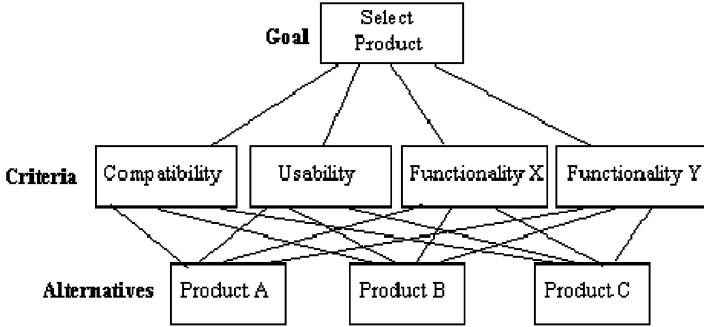 Select
Goal Product
Criteria Compatibility Usability Functionality X Functionality Y
Alternatives Product A Product B Product C